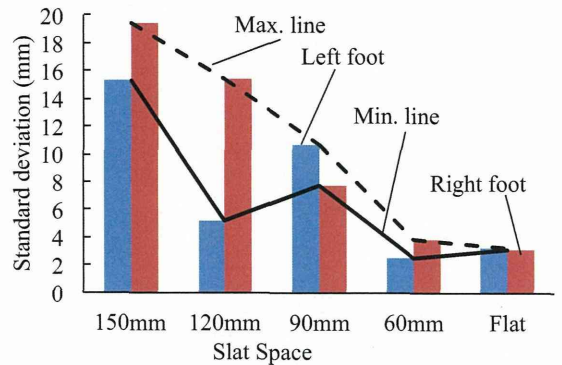 Standard deviation (mm)
20
18
16
14
12
10
8
6
4
2
0
Max. line
Left foot
Min. line
Right foot
150mm 120mm 90mm 60mm Flat
Slat Space